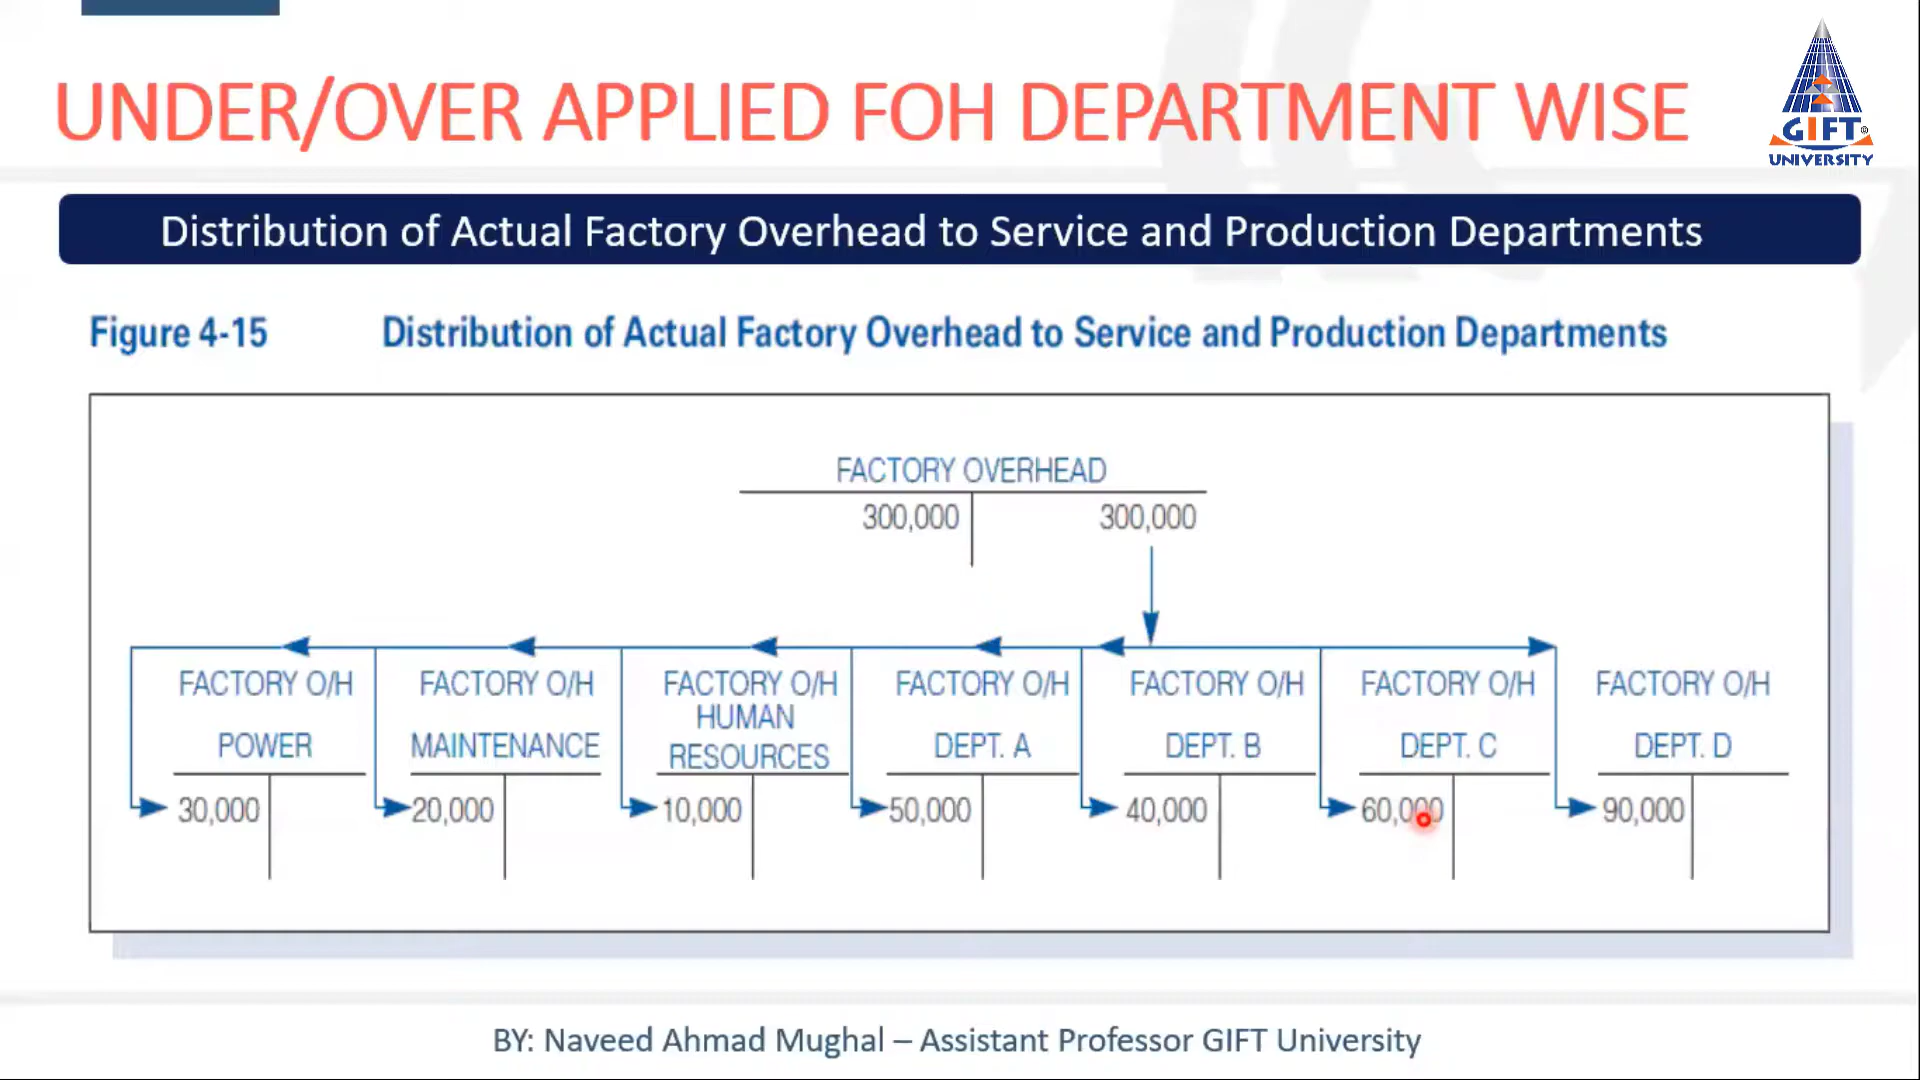 UNDER/OVER APPLIED FOH DEPARTMENT WISE
GIFT®
UNIVERSITY
Distribution of Actual Factory Overhead to Service and Production Departments
Figure 4-15 Distribution of Actual Factory Overhead to Service and Production Departments
FACTORY OVERHEAD
300,000 300,000
FACTORY O/H FACTORY O/H FACTORY O/H FACTORY O/H FACTORY O/H FACTORY O/H FACTORY O/H
POWER MAINTENANCE HUMAN RESOURCES DEPT. A DEPT. B DEPT. C DEPT. D
30,000 20,000 10,000 50,000 40,000 60,000 90,000
BY: Naveed Ahmad Mughal – Assistant Professor GIFT University